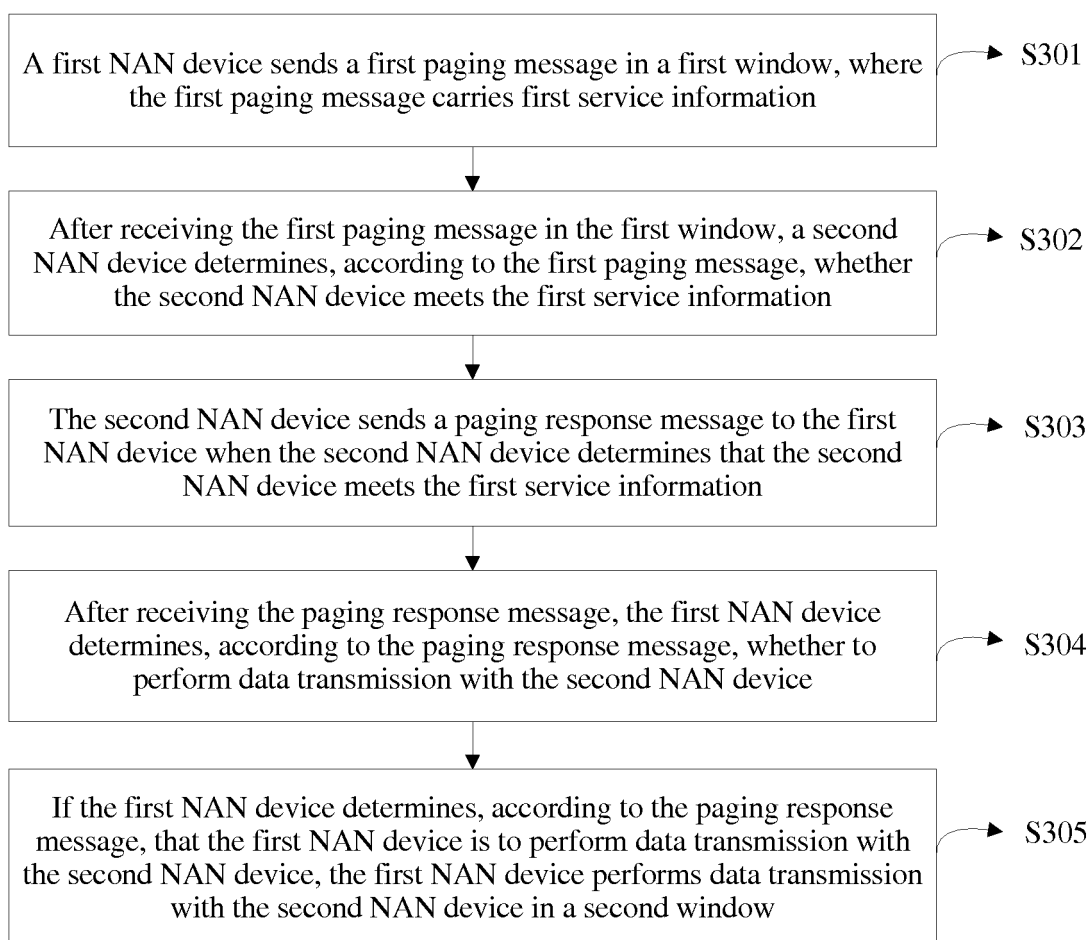 A first NAN device sends a first paging message in a first window, where
the first paging message carries first service information
S301
After receiving the first paging message in the first window, a second
NAN device determines, according to the first paging message, whether
the second NAN device meets the first service information
S302
The second NAN device sends a paging response message to the first
NAN device when the second NAN device determines that the second
NAN device meets the first service information
S303
After receiving the paging response message, the first NAN device
determines, according to the paging response message, whether to
perform data transmission with the second NAN device
S304
If the first NAN device determines, according to the paging response
message, that the first NAN device is to perform data transmission with
the second NAN device, the first NAN device performs data transmission
with the second NAN device in a second window
S305